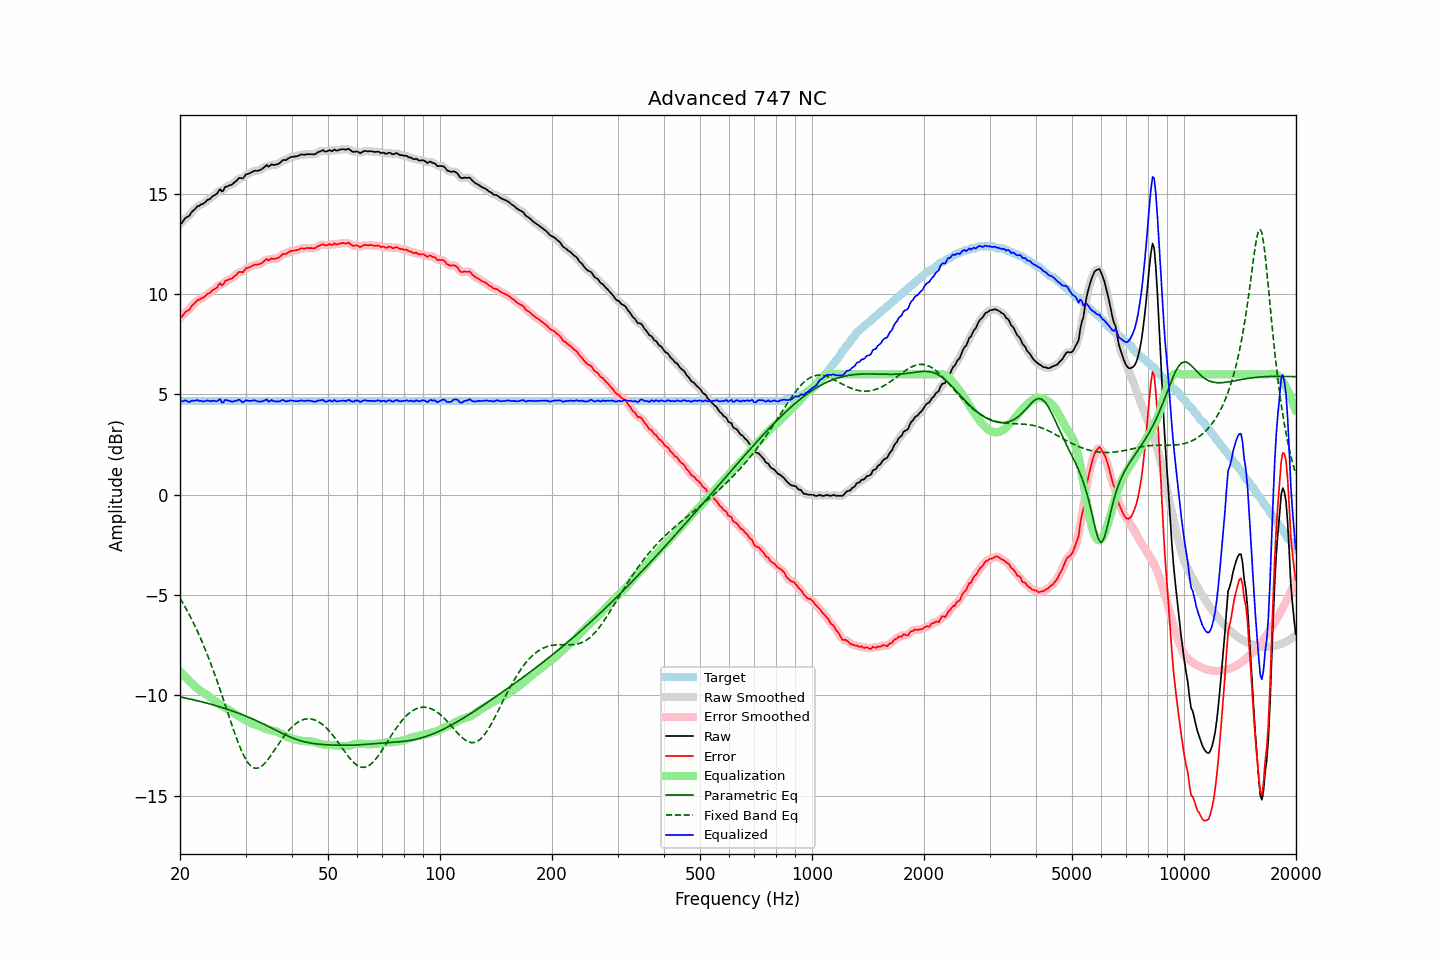 Advanced 747 NC
Amplitude (dBr)
15
10
5
0
−5
−10
−15
Target
Raw Smoothed
Error Smoothed
Raw
Error
Equalization
Parametric Eq
Fixed Band Eq
Equalized
20
50
100
200
500
1000
2000
5000
10000
20000
Frequency (Hz)